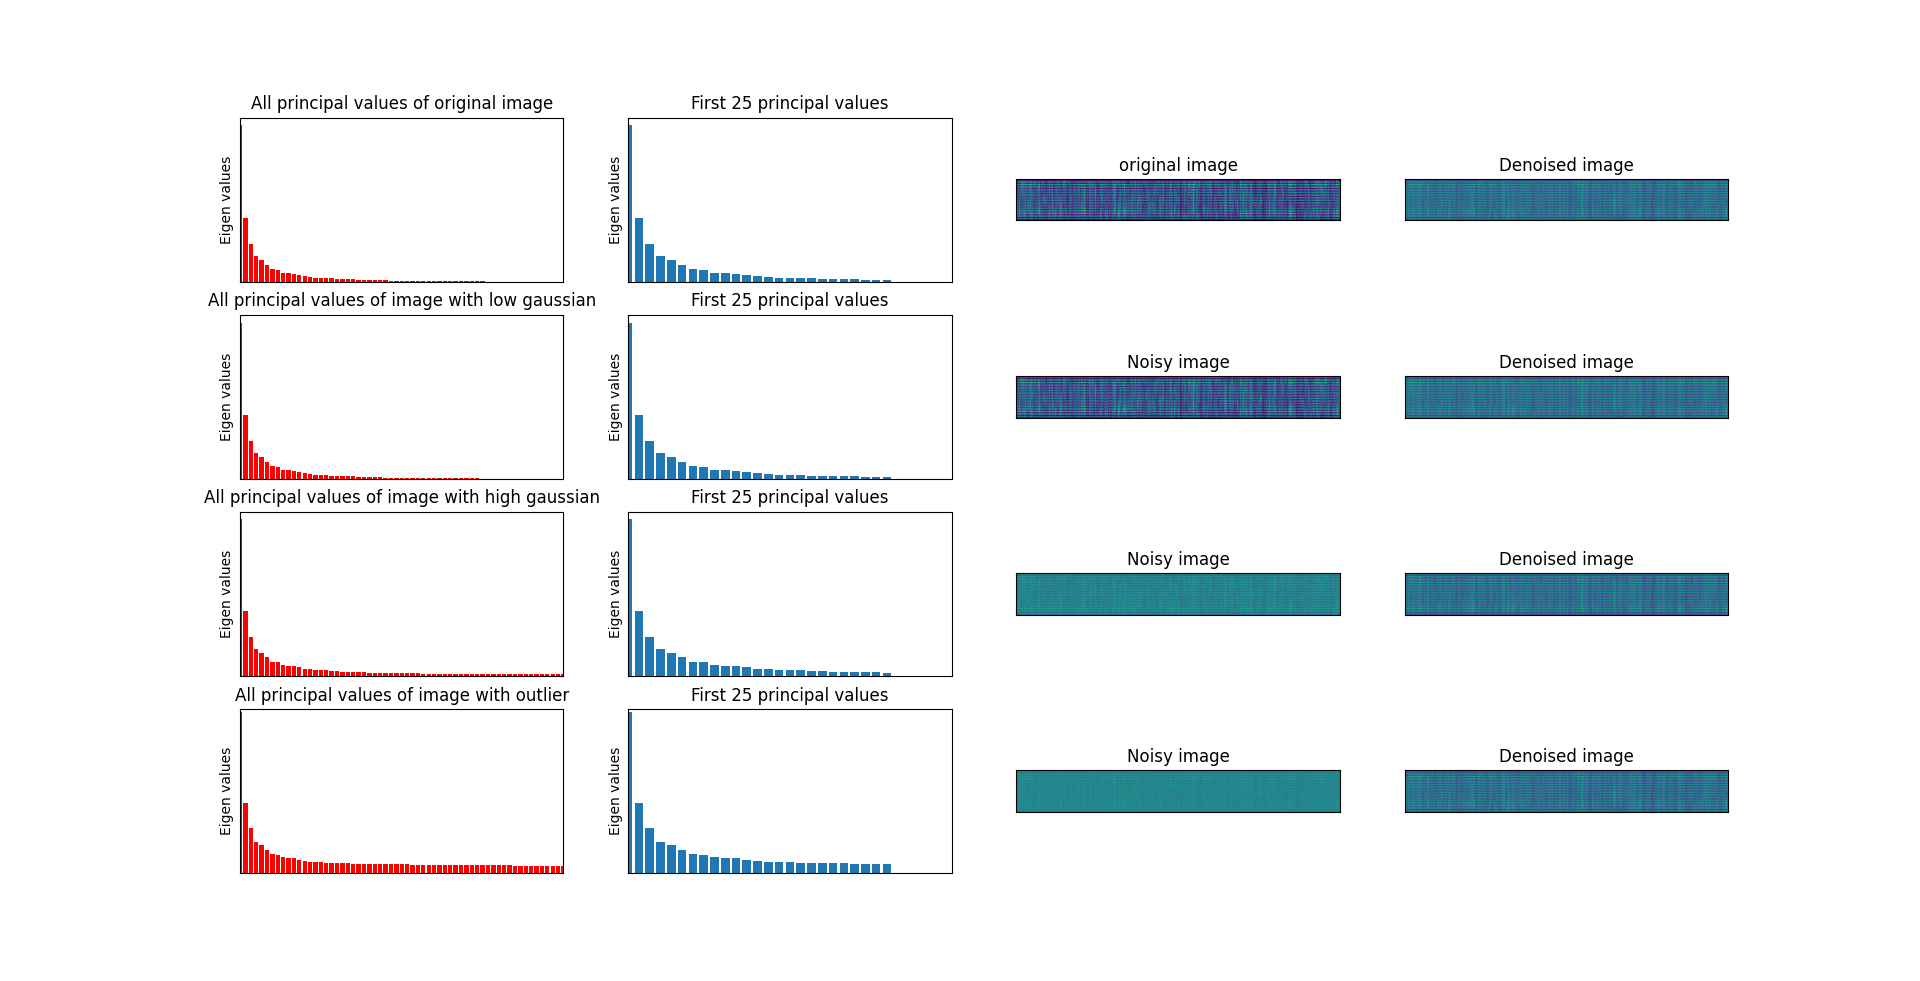 All principal values of original image
First 25 principal values
original image
Denoised image
Eigen values
Eigen values
All principal values of image with low gaussian
First 25 principal values
Noisy image
Denoised image
Eigen values
Eigen values
All principal values of image with high gaussian
First 25 principal values
Noisy image
Denoised image
Eigen values
Eigen values
All principal values of image with outlier
First 25 principal values
Noisy image
Denoised image
Eigen values
Eigen values